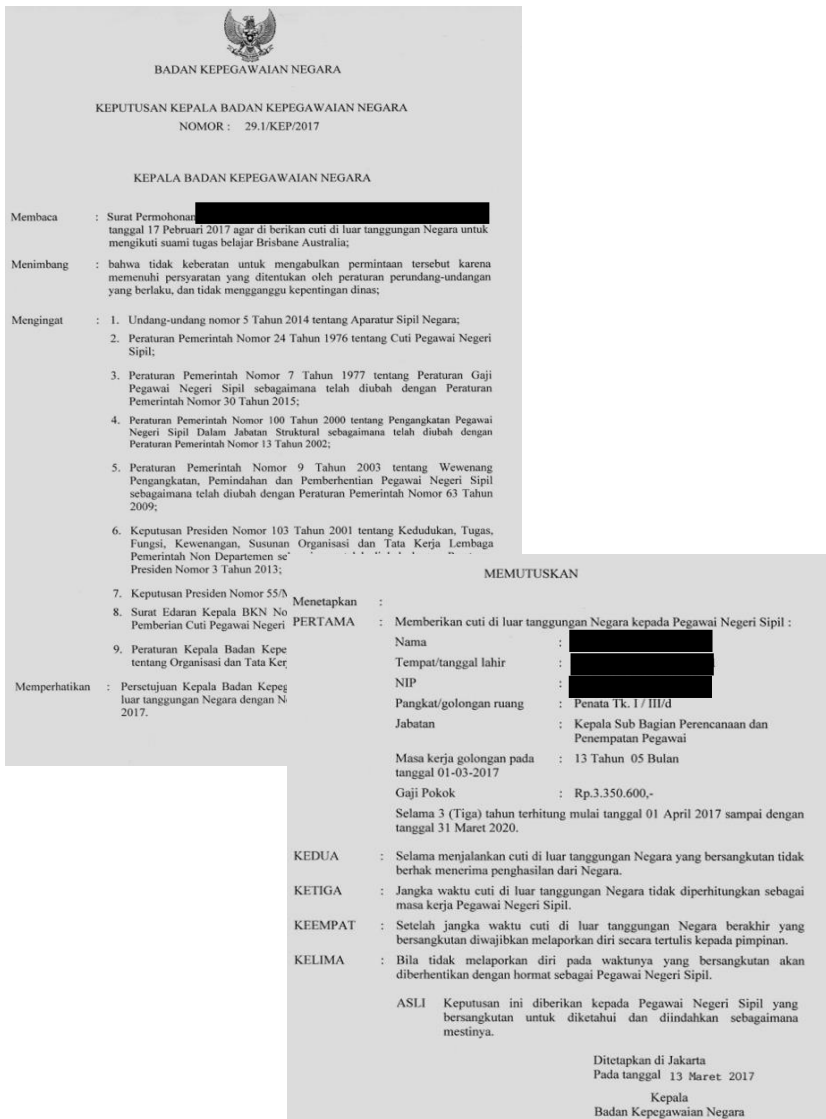 BADAN KEPEGAWAIAN NEGARA
KEPUTUSAN KEPALA BADAN KEPEGAWAIAN NEGARA
NOMOR : 29.1/KEP/2017
KEPALA BADAN KEPEGAWAIAN NEGARA
Membaca : Surat Permohonan
tanggal 17 Pebruari 2017 agar di berikan cuti di luar tanggungan Negara untuk
mengikuti suami tugas belajar Brisbane Australia;
Menimbang : bahwa tidak keberatan untuk mengabulkan permintaan tersebut karena
memenuhi persyaratan yang ditentukan oleh peraturan perundang-undangan
yang berlaku, dan tidak mengganggu kepentingan dinas;
Mengingat : 1. Undang-undang nomor 5 Tahun 2014 tentang Aparatur Sipil Negara;
2. Peraturan Pemerintah Nomor 24 Tahun 1976 tentang Cuti Pegawai Negeri
Sipil;
3. Peraturan Pemerintah Nomor 7 Tahun 1977 tentang Peraturan Gaji
Pegawai Negeri Sipil sebagaimana telah diubah dengan Peraturan
Pemerintah Nomor 30 Tahun 2015;
4. Peraturan Pemerintah Nomor 100 Tahun 2000 tentang Pengangkatan Pegawai
Negeri Sipil Dalam Jabatan Struktural sebagaimana telah diubah dengan
Peraturan Pemerintah Nomor 13 Tahun 2002;
5. Peraturan Pemerintah Nomor 9 Tahun 2003 tentang Wewenang
Pengangkatan, Pemindahan dan Pemberhentian Pegawai Negeri Sipil
sebagaimana telah diubah dengan Peraturan Pemerintah Nomor 63 Tahun
2009;
6. Keputusan Presiden Nomor 103 Tahun 2001 tentang Kedudukan, Tugas,
Fungsi, Kewenangan, Susunan Organisasi dan Tata Kerja Lembaga
Pemerintah Non Departemen
Presiden Nomor 3 Tahun 2013;
7. Keputusan Presiden Nomor 55/
8. Surat Edaran Kepala BKN No
Pemberian Cuti Pegawai Negeri
9. Peraturan Kepala Badan Kepe
tentang Organisasi dan Tata Ker
Memperhatikan : Persetujuan Kepala Badan Kepeg
luar tanggungan Negara dengan N
2017.
MEMUTUSKAN
Menetapkan :
PERTAMA : Memberikan cuti di luar tanggungan Negara kepada Pegawai Negeri Sipil :
Nama :
Tempat/tanggal lahir :
NIP :
Pangkat/golongan ruang : Penata Tk. I / III/d
Jabatan : Kepala Sub Bagian Perencanaan dan
Penempatan Pegawai
Masa kerja golongan pada : 13 Tahun 05 Bulan
tanggal 01-03-2017
Gaji Pokok : Rp.3.350.600,-
Selama 3 (Tiga) tahun terhitung mulai tanggal 01 April 2017 sampai dengan
tanggal 31 Maret 2020.
KEDUA : Selama menjalankan cuti di luar tanggungan Negara yang bersangkutan tidak
berhak menerima penghasilan dari Negara.
KETIGA : Jangka waktu cuti di luar tanggungan Negara tidak diperhitungkan sebagai
masa kerja Pegawai Negeri Sipil.
KEEMPAT : Setelah jangka waktu cuti di luar tanggungan Negara berakhir yang
bersangkutan diwajibkan melaporkan diri secara tertulis kepada pimpinan.
KELIMA : Bila tidak melaporkan diri pada waktunya yang bersangkutan akan
diberhentikan dengan hormat sebagai Pegawai Negeri Sipil.
ASLI Keputusan ini diberikan kepada Pegawai Negeri Sipil yang
bersangkutan untuk diketahui dan diindahkan sebagaimana
mestinya.
Ditetapkan di Jakarta
Pada tanggal 13 Maret 2017
Kepala
Badan Kepegawaian Negara